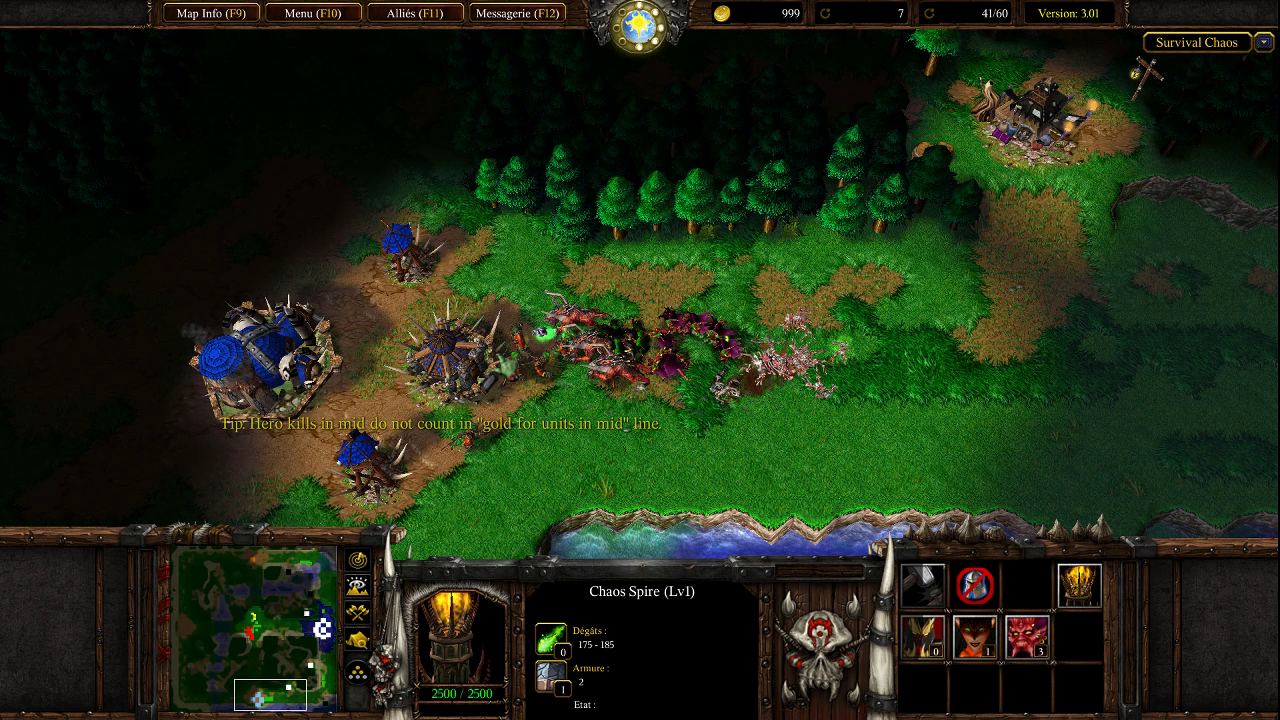 Map Info (F9) Menu (F10) Alliés (F11) Messagerie (F12) 999 7 41/60 Version: 3.01
Survival Chaos
Tip: Hero kills in mid do not count in "gold for units in mid" line.
Chaos Spire (Lv1)
Dégâts :
175 - 185
0
Armure :
2
1
Etat :
2500 / 2500
0 1 3